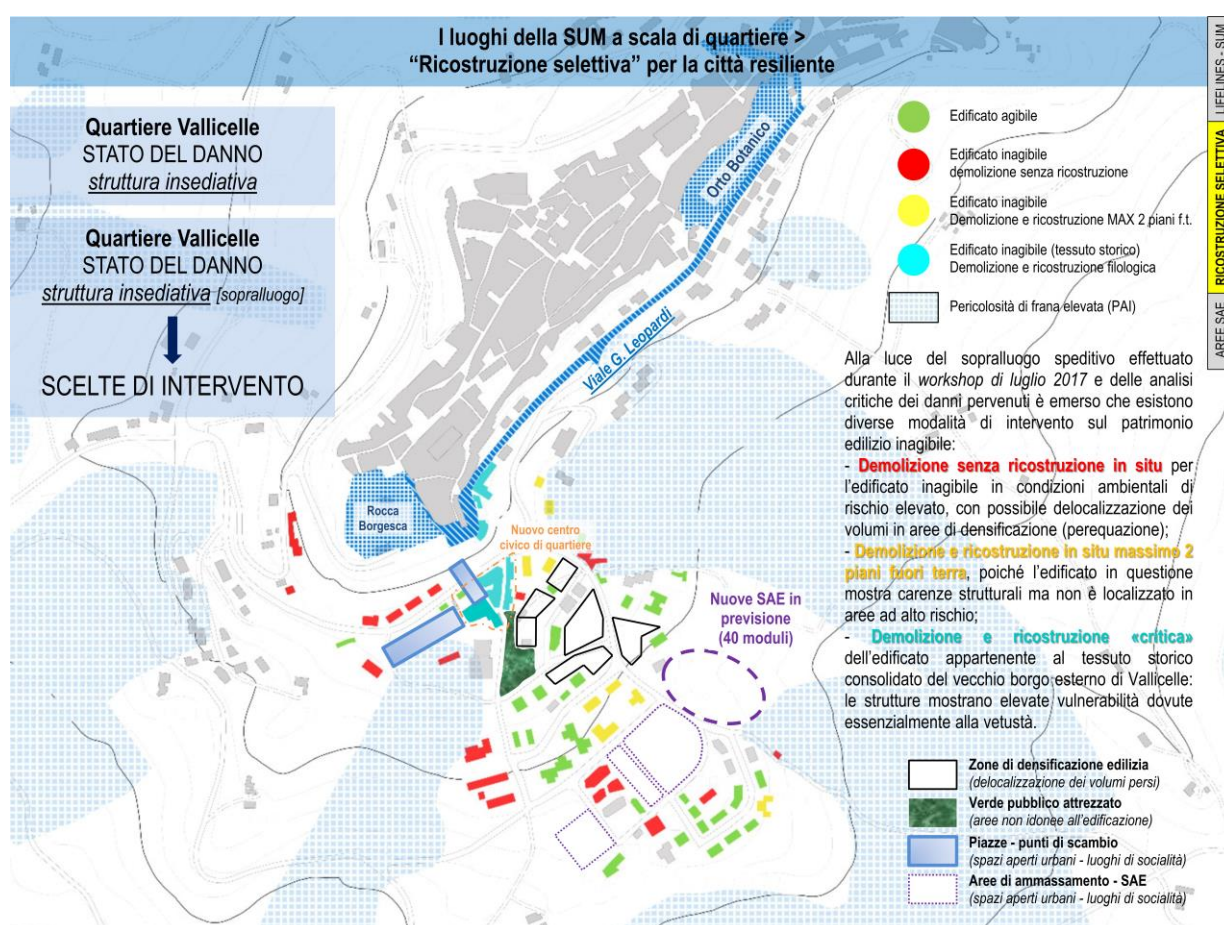 I luoghi della SUM a scala di quartiere >
“Ricostruzione selettiva” per la città resiliente
LIFELINES - SUM
RICOSTRUZIONE SELETTIVA
AREE SAE
Quartiere Vallicelle
STATO DEL DANNO
struttura insediativa
Quartiere Vallicelle
STATO DEL DANNO
struttura insediativa [sopralluogo]
SCELTE DI INTERVENTO
Orto Botanico
Viale G. Leopardi
Rocca
Borgesca
Nuovo centro
civico di quartiere
Nuove SAE in
previsione
(40 moduli)
Edificato agibile
Edificato inagibile
demolizione senza ricostruzione
Edificato inagibile
Demolizione e ricostruzione MAX 2 piani f.t.
Edificato inagibile (tessuto storico)
Demolizione e ricostruzione filologica
Pericolosità di frana elevata (PAI)
Alla luce del sopralluogo speditivo effettuato
durante il workshop di luglio 2017 e delle analisi
critiche dei danni pervenuti è emerso che esistono
diverse modalità di intervento sul patrimonio
edilizio inagibile:
- Demolizione senza ricostruzione in situ per
l’edificato inagibile in condizioni ambientali di
rischio elevato, con possibile delocalizzazione dei
volumi in aree di densificazione (perequazione);
- Demolizione e ricostruzione in situ massimo 2
piani fuori terra, poiché l’edificato in questione
mostra carenze strutturali ma non è localizzato in
aree ad alto rischio;
- Demolizione e ricostruzione «critica»
dell’edificato appartenente al tessuto storico
consolidato del vecchio borgo esterno di Vallicelle:
le strutture mostrano elevate vulnerabilità dovute
essenzialmente alla vetustà.
Zone di densificazione edilizia
(delocalizzazione dei volumi persi)
Verde pubblico attrezzato
(aree non idonee all’edificazione)
Piazze - punti di scambio
(spazi aperti urbani - luoghi di socialità)
Aree di ammassamento - SAE
(spazi aperti urbani - luoghi di socialità)